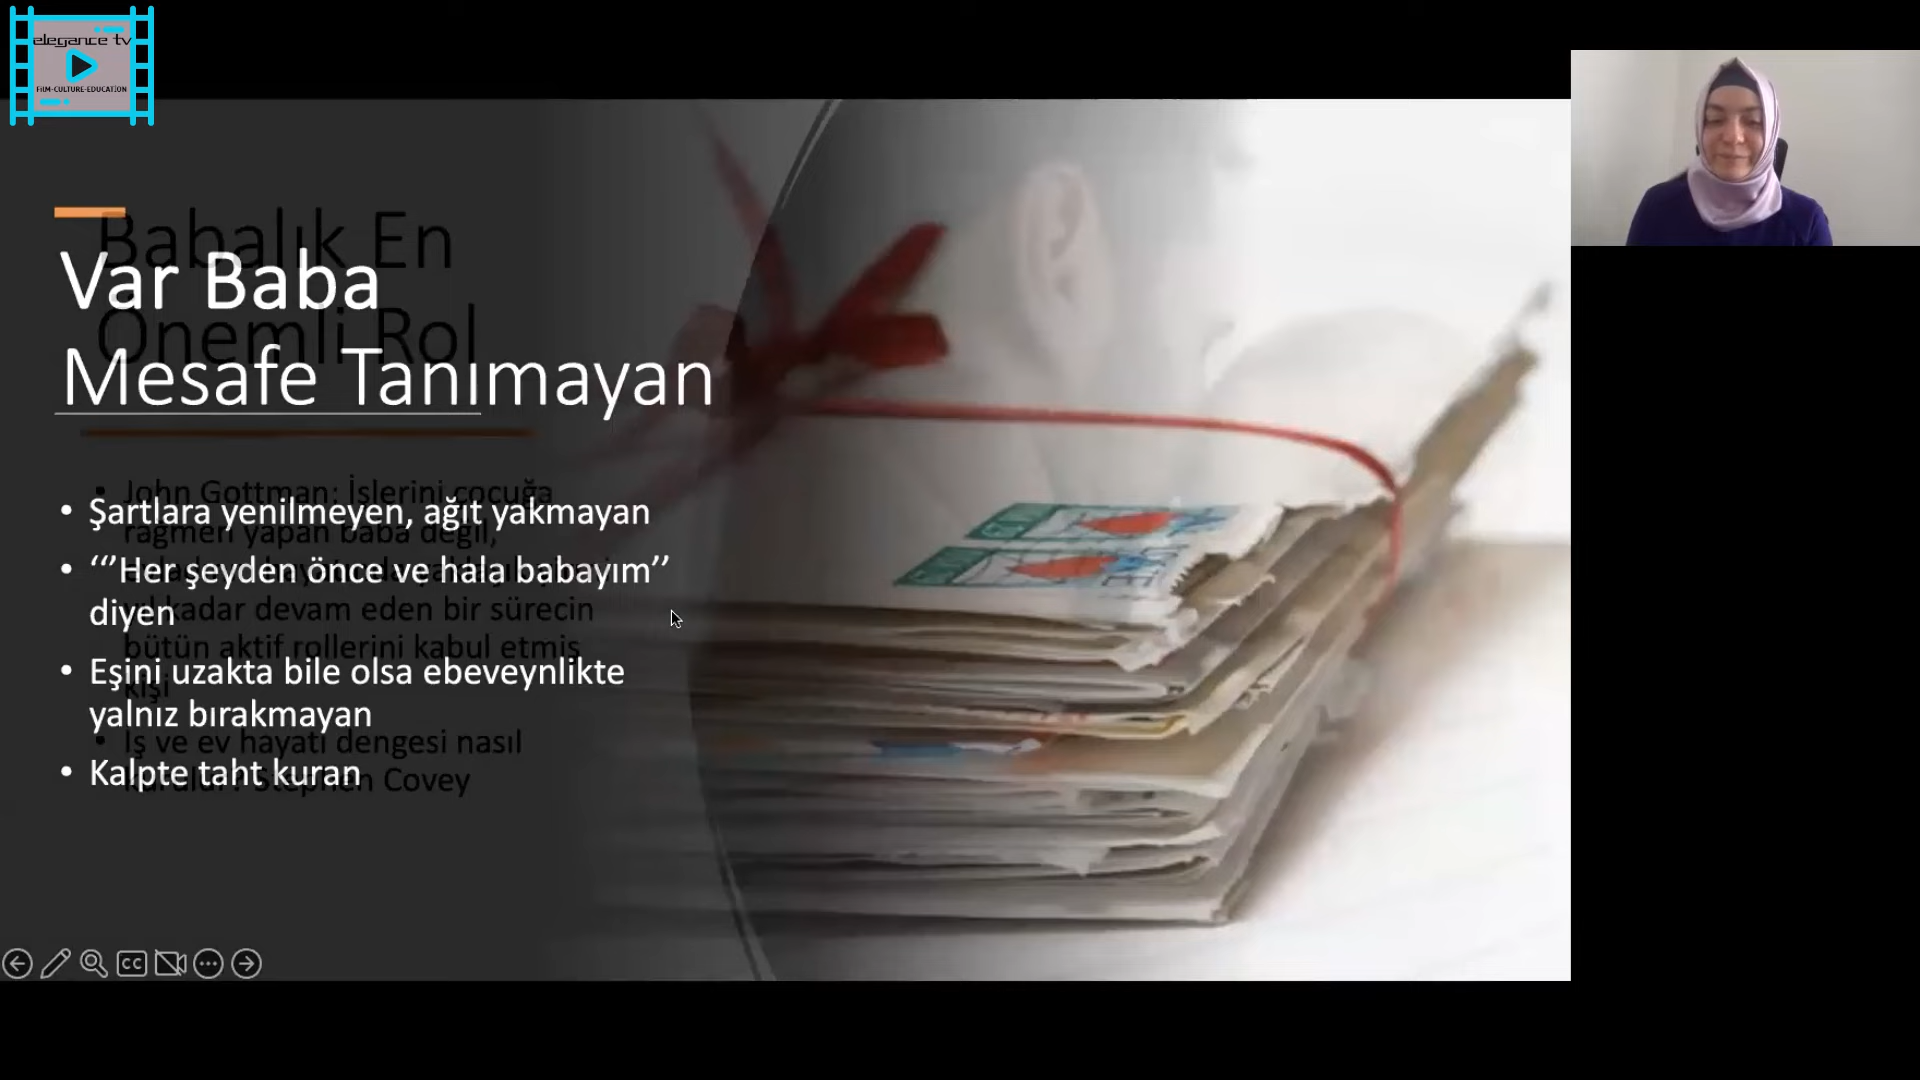 elegance tv
FILM-CULTURE-EDUCATION
Babalık En
Önemli Rol
Var Baba
Mesafe Tanımayan
• John Gottman: İşlerini çocuğa
rağmen yapan baba değil,
kadar devam eden bir sürecin
bütün aktif rollerini kabul etmiş
kişi
• İş ve ev hayatı dengesi nasıl
kurulur? Stephen Covey
• Şartlara yenilmeyen, ağıt yakmayan
• ‘‘’Her şeyden önce ve hala babayım’’
diyen
• Eşini uzakta bile olsa ebeveynlikte
yalnız bırakmayan
• Kalpte taht kuran
CC